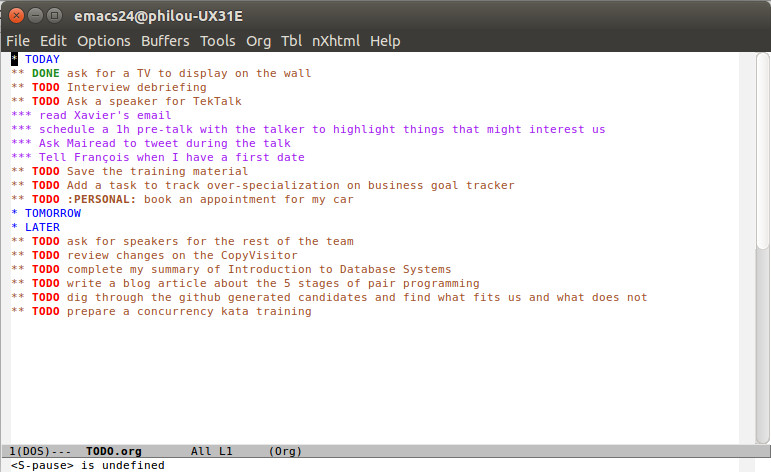 emacs24@philou-UX31E
File Edit Options Buffers Tools Org Tbl nXhtml Help
* TODAY
** DONE ask for a TV to display on the wall
** TODO Interview debriefing
** TODO Ask a speaker for TekTalk
*** read Xavier's email
*** schedule a 1h pre-talk with the talker to highlight things that might interest us
*** Ask Mairead to tweet during the talk
*** Tell François when I have a first date
** TODO Save the training material
** TODO Add a task to track over-specialization on business goal tracker
** TODO :PERSONAL: book an appointment for my car
* TOMORROW
* LATER
** TODO ask for speakers for the rest of the team
** TODO review changes on the CopyVisitor
** TODO complete my summary of Introduction to Database Systems
** TODO write a blog article about the 5 stages of pair programming
** TODO dig through the github generated candidates and find what fits us and what does not
** TODO prepare a concurrency kata training
1(DOS)--- TODO.org All L1 (Org)
<S-pause> is undefined